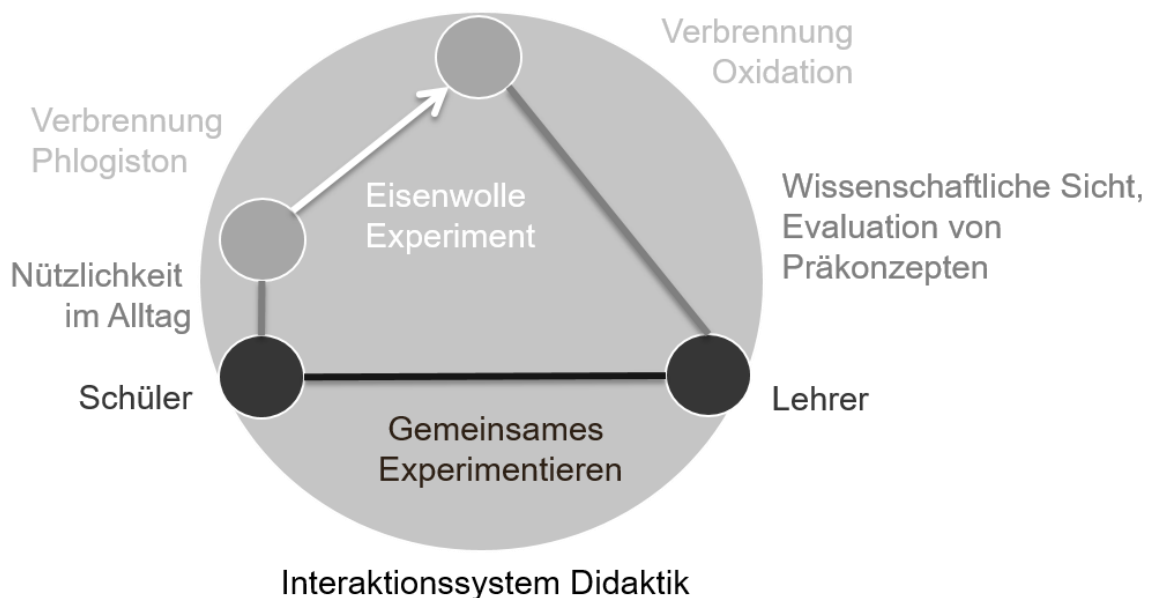 Verbrennung
Oxidation
Verbrennung
Phlogiston
Eisenwolle
Experiment
Wissenschaftliche Sicht,
Evaluation von
Präkonzepten
Nützlichkeit
im Alltag
Schüler
Lehrer
Gemeinsames
Experimentieren
Interaktionssystem Didaktik